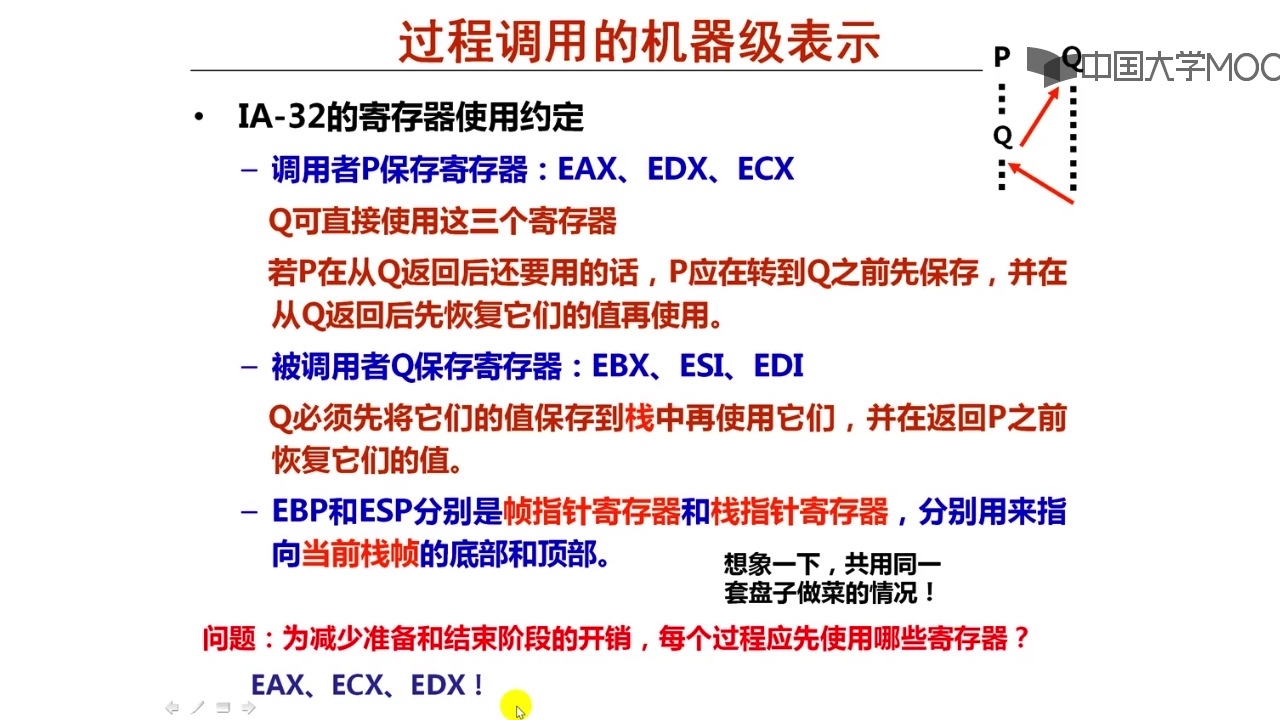 过程调用的机器级表示
P Q
中国大学MOO
• IA-32的寄存器使用约定
Q
– 调用者P保存寄存器：EAX、EDX、ECX
Q可直接使用这三个寄存器
若P在从Q返回后还要用的话，P应在转到Q之前先保存，并在
从Q返回后先恢复它们的值再使用。
– 被调用者Q保存寄存器：EBX、ESI、EDI
Q必须先将它们的值保存到栈中再使用它们，并在返回P之前
恢复它们的值。
– EBP和ESP分别是帧指针寄存器和栈指针寄存器，分别用来指
向当前栈帧的底部和顶部。
想象一下，共用同一
套盘子做菜的情况！
问题：为减少准备和结束阶段的开销，每个过程应先使用哪些寄存器？
EAX、ECX、EDX！